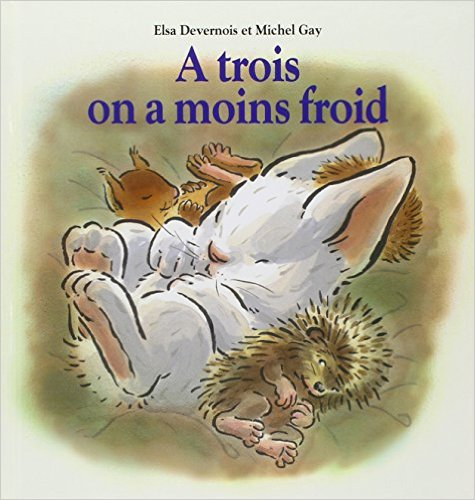 Elsa Devernois et Michel Gay
A trois
on a moins froid